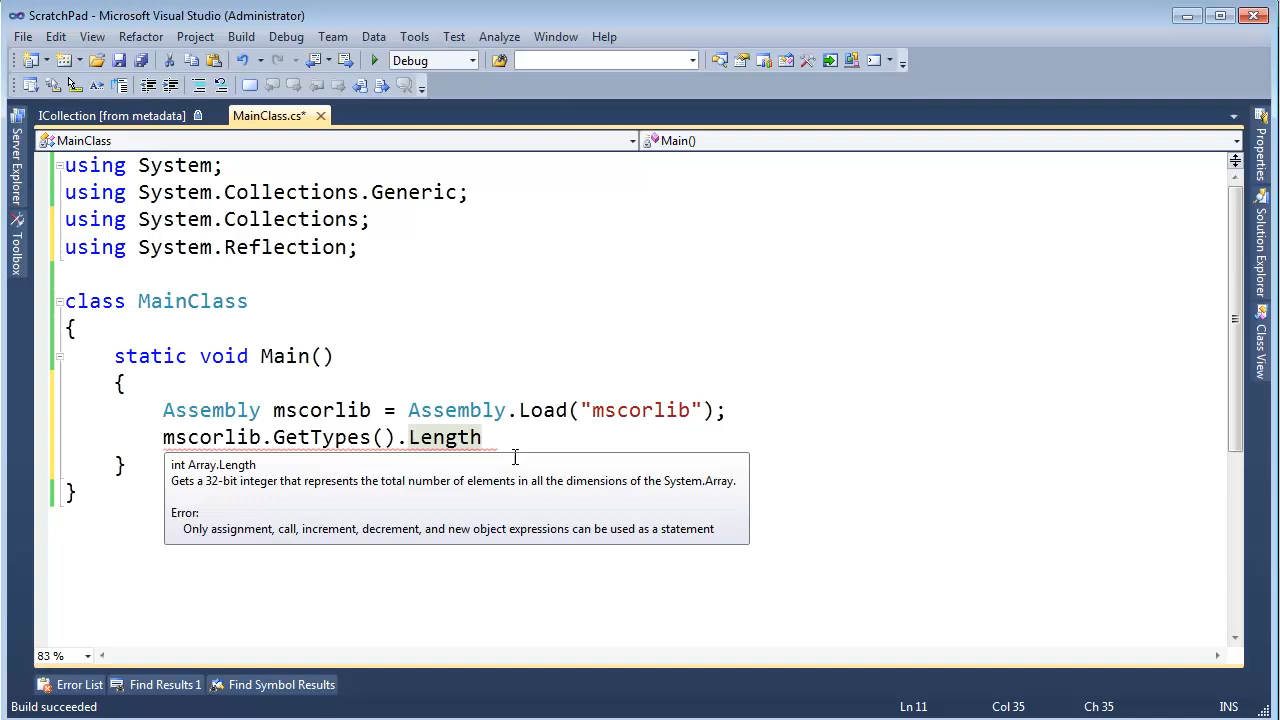 ScratchPad - Microsoft Visual Studio (Administrator)
File Edit View Refactor Project Build Debug Team Data Tools Test Analyze Window Help
Debug
ICollection [from metadata] MainClass.cs*
MainClass Main()
Server Explorer
Toolbox
Properties
Solution Explorer
Class View
using System;
using System.Collections.Generic;
using System.Collections;
using System.Reflection;
class MainClass
{
static void Main()
{
Assembly mscorlib = Assembly.Load("mscorlib");
mscorlib.GetTypes().Length
}
}
int Array.Length
Gets a 32-bit integer that represents the total number of elements in all the dimensions of the System.Array.
Error:
Only assignment, call, increment, decrement, and new object expressions can be used as a statement
83 %
Error List Find Results 1 Find Symbol Results
Build succeeded Ln 11 Col 35 Ch 35 INS